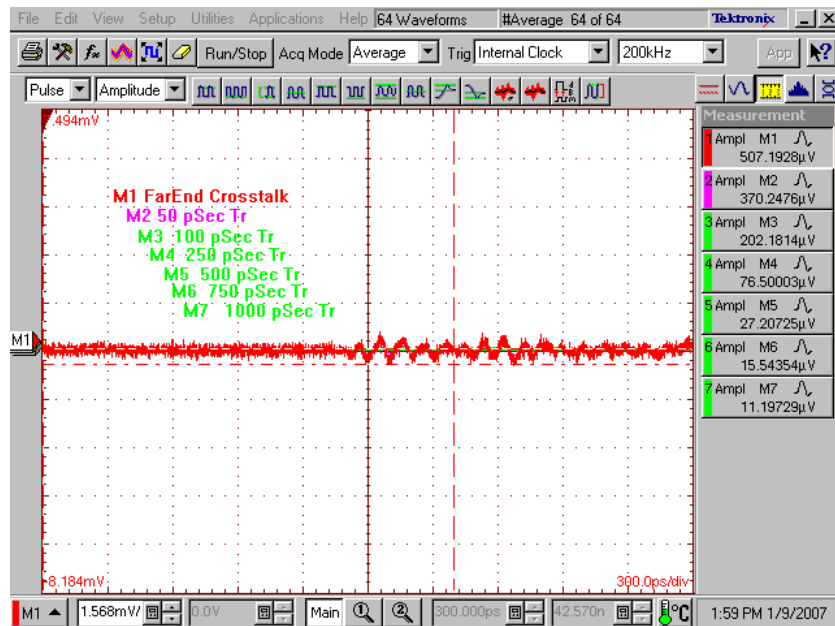 File Edit View Setup Utilities Applications Help 64 Waveforms #Average 64 of 64 Tektronix
Run/Stop Acq Mode Average Trig Internal Clock 200kHz App
Pulse Amplitude
.494mV
Measurement
1 Ampl M1
507.1928µV
2 Ampl M2
370.2476µV
3 Ampl M3
202.1814µV
4 Ampl M4
76.50003µV
5 Ampl M5
27.20725µV
6 Ampl M6
15.54354µV
7 Ampl M7
11.19729µV
M1 FarEnd Crosstalk
M2 50 pSec Tr
M3 100 pSec Tr
M4 250 pSec Tr
M5 500 pSec Tr
M6 750 pSec Tr
M7 1000 pSec Tr
M1
-8.184mV 300.0ps/div
M1 1.568mV/ 0.0V Main 1 2 300.000ps 42.570n °C 1:59 PM 1/9/2007